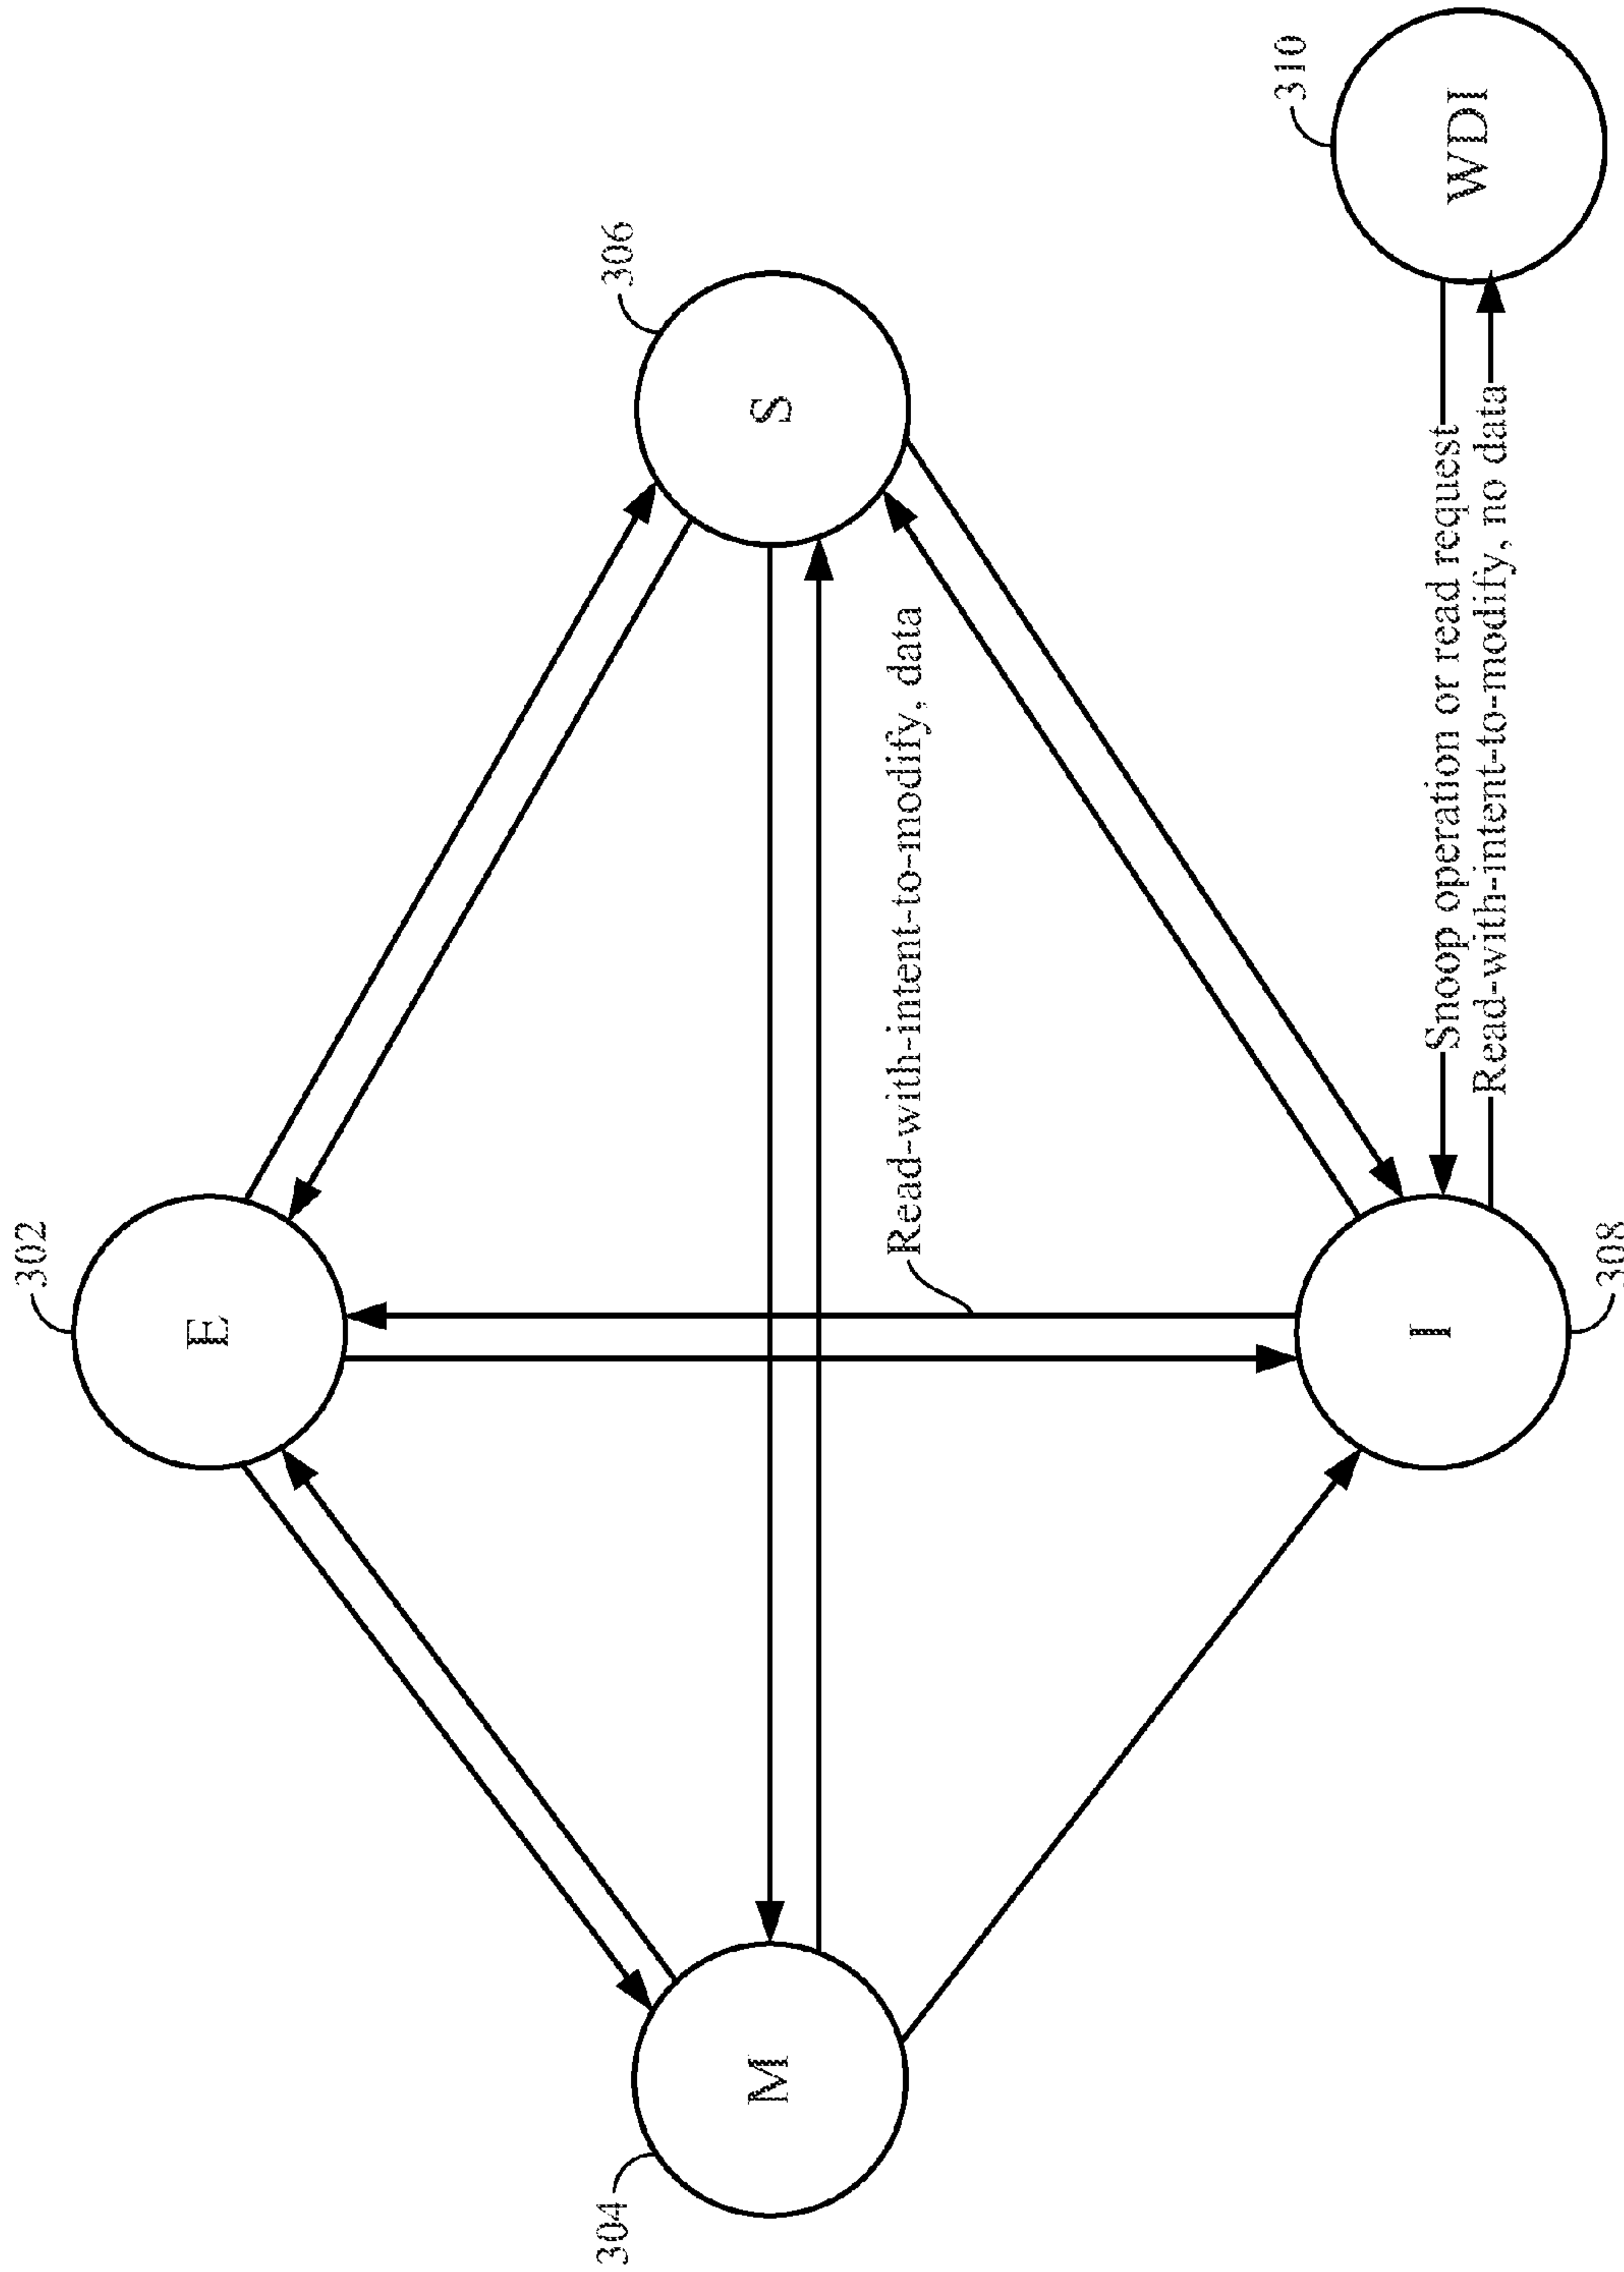 302
E
304
M
306
S
Read-with-intent-to-modify, data
308
I
Snoop operation or read request
Read-with-intent-to-modify, no data
310
WDI